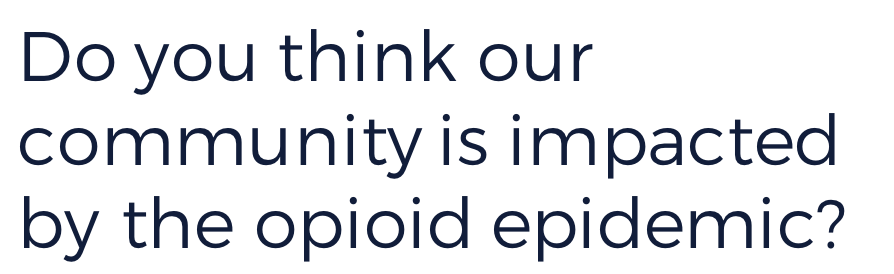 Do you think our
community is impacted
by the opioid epidemic?